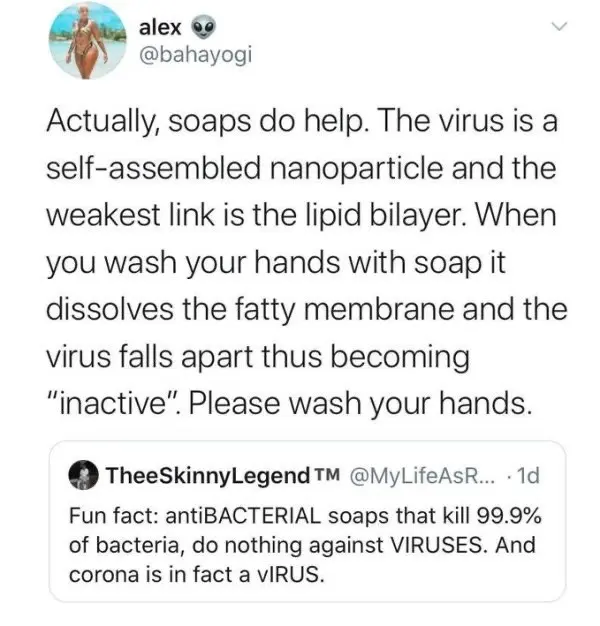 alex 👽
@bahayogi
Actually, soaps do help. The virus is a
self-assembled nanoparticle and the
weakest link is the lipid bilayer. When
you wash your hands with soap it
dissolves the fatty membrane and the
virus falls apart thus becoming
"inactive". Please wash your hands.
TheeSkinnyLegend™ @MyLifeAsR... · 1d
Fun fact: antiBACTERIAL soaps that kill 99.9%
of bacteria, do nothing against VIRUSES. And
corona is in fact a vIRUS.